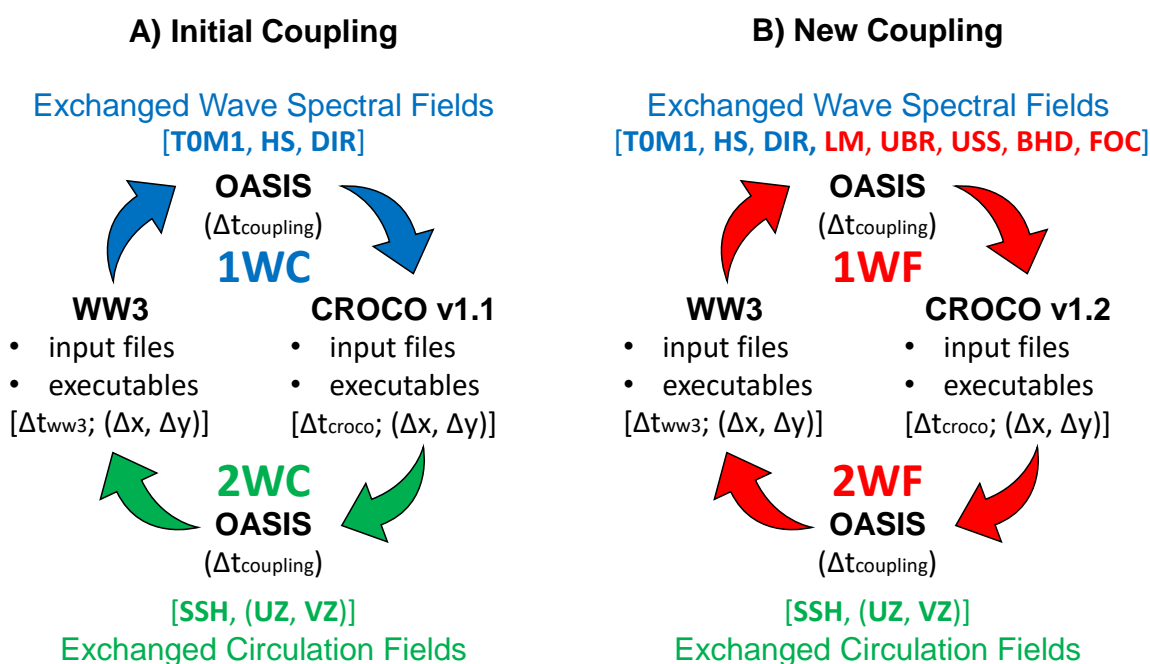 A) Initial Coupling
Exchanged Wave Spectral Fields
[T0M1, HS, DIR]
OASIS
(Δtcoupling)
1WC
WW3
• input files
• executables
[Δtww3; (Δx, Δy)]
CROCO v1.1
• input files
• executables
[Δtcroco; (Δx, Δy)]
2WC
OASIS
(Δtcoupling)
[SSH, (UZ, VZ)]
Exchanged Circulation Fields
B) New Coupling
Exchanged Wave Spectral Fields
[T0M1, HS, DIR, LM, UBR, USS, BHD, FOC]
OASIS
(Δtcoupling)
1WF
WW3
• input files
• executables
[Δtww3; (Δx, Δy)]
CROCO v1.2
• input files
• executables
[Δtcroco; (Δx, Δy)]
2WF
OASIS
(Δtcoupling)
[SSH, (UZ, VZ)]
Exchanged Circulation Fields